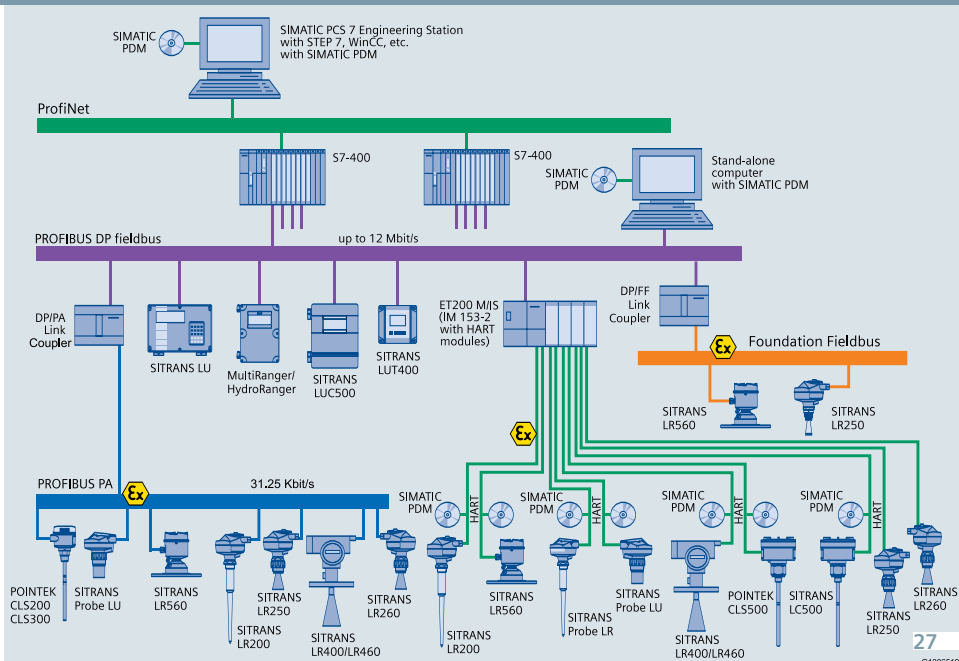 SIMATIC
PDM
SIMATIC PCS 7 Engineering Station
with STEP 7, WinCC, etc.
with SIMATIC PDM
ProfiNet
S7-400
S7-400
SIMATIC
PDM
Stand-alone
computer
with SIMATIC PDM
PROFIBUS DP fieldbus
up to 12 Mbit/s
DP/PA
Link
Coupler
SITRANS LU
MultiRanger/
HydroRanger
SITRANS
LUC500
SITRANS
LUT400
ET200 M/IS
(IM 153-2
with HART
modules)
DP/FF
Link
Coupler
Ex
Foundation Fieldbus
SITRANS
LR560
SITRANS
LR250
Ex
PROFIBUS PA
Ex
31.25 Kbit/s
SIMATIC
PDM
HART
SIMATIC
PDM
HART
SIMATIC
PDM
HART
SIMATIC
PDM
HART
POINTEK
CLS200
CLS300
SITRANS
Probe LU
SITRANS
LR560
SITRANS
LR200
SITRANS
LR250
SITRANS
LR400/LR460
SITRANS
LR260
SITRANS
LR200
SITRANS
LR560
SITRANS
Probe LR
SITRANS
Probe LU
SITRANS
LR400/LR460
POINTEK
CLS500
SITRANS
LC500
SITRANS
LR250
SITRANS
LR260
27